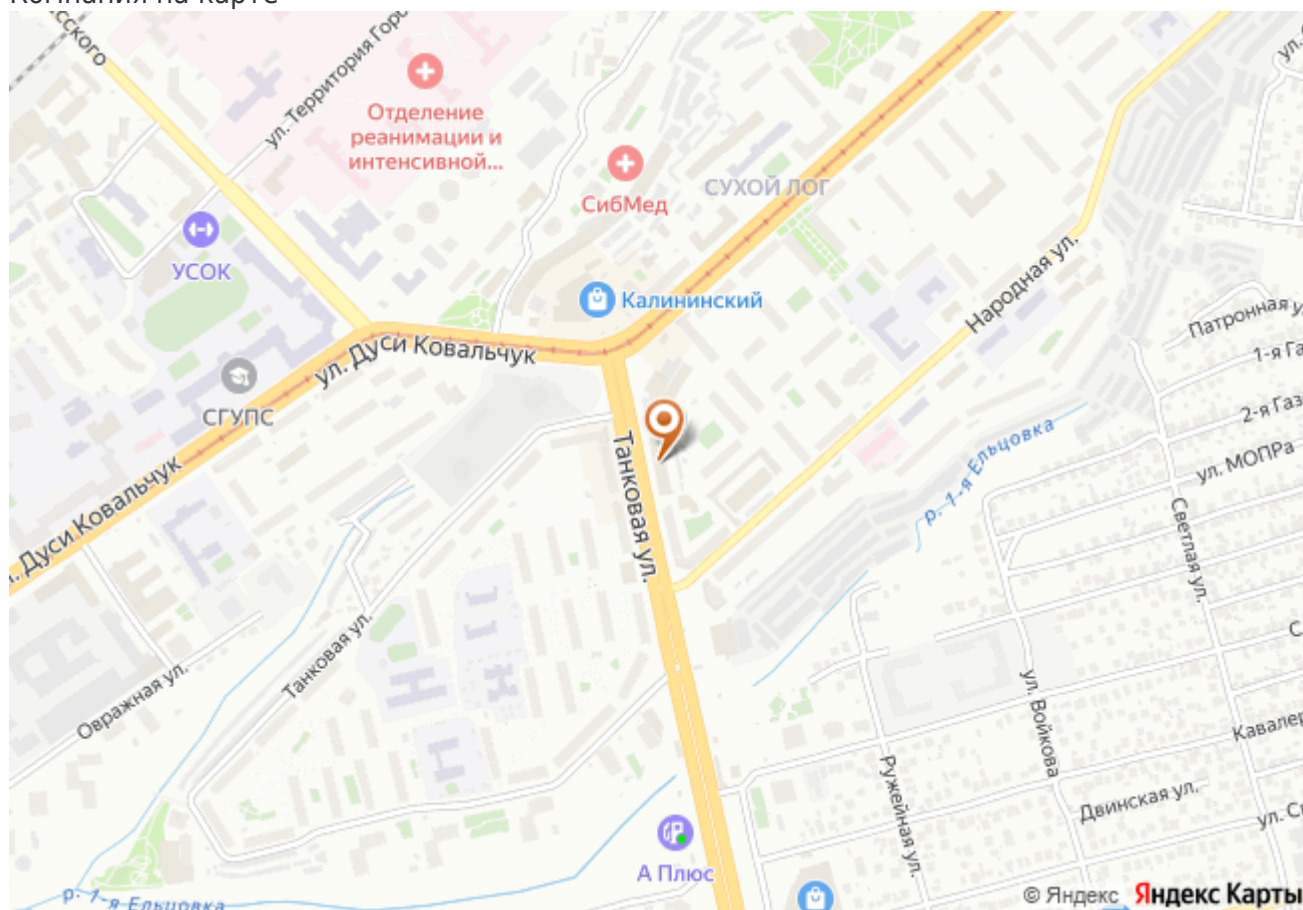 Компания на карте
сского
ул. Территория Горо
Отделение
реанимации и
интенсивной...
СибМед
СУХОЙ ЛОГ
УСОК
Калининский
Народная ул.
Патронная у
1-я Га
2-я Газ
ул. МОПРа
ул. Дуси Ковальчук
СГУПС
Танковая ул.
р. 1-я Ельцовка
Светлая ул.
л. Дуси Ковальчук
Танковая ул.
Овражная ул.
ул. Войкова
Кавалер
Ружейная ул.
Двинская ул.
ул. С
А Плюс
р. 1-я Ельцовка
© Яндекс Яндекс Карты